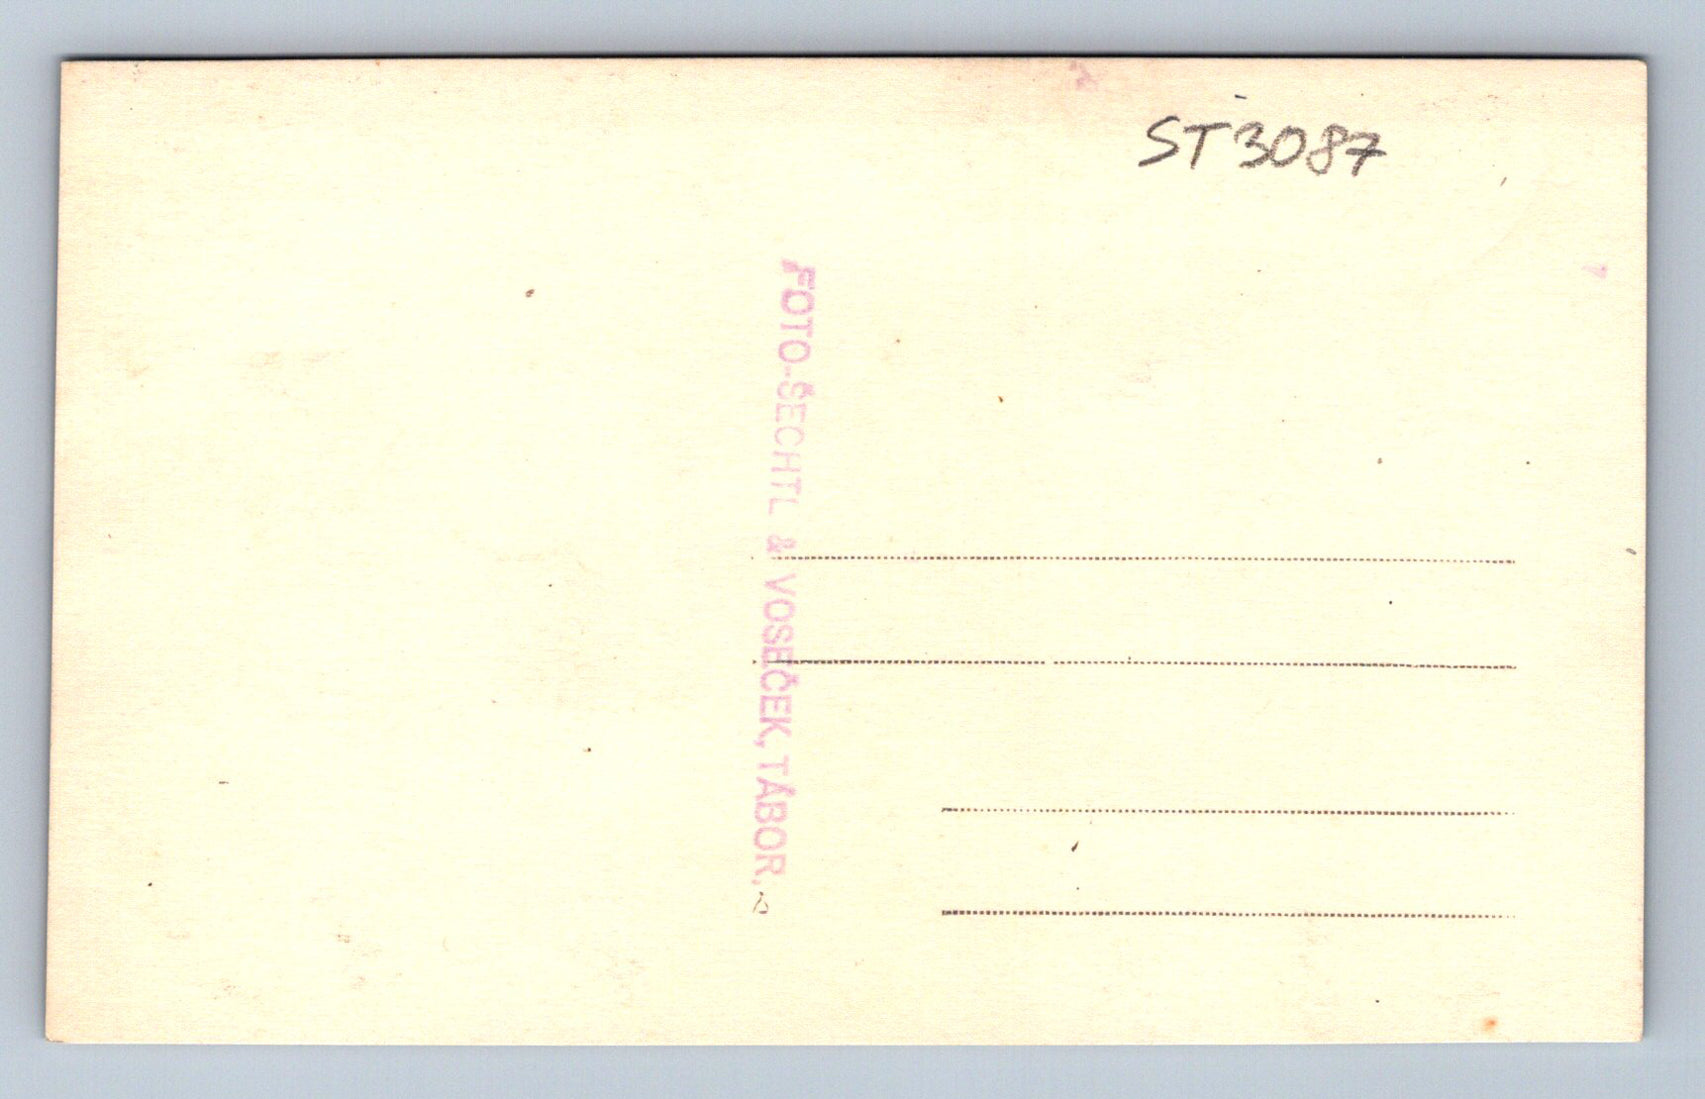 ST3087
FOTO-ŠECHTL & VOSEČEK, TÁBOR.